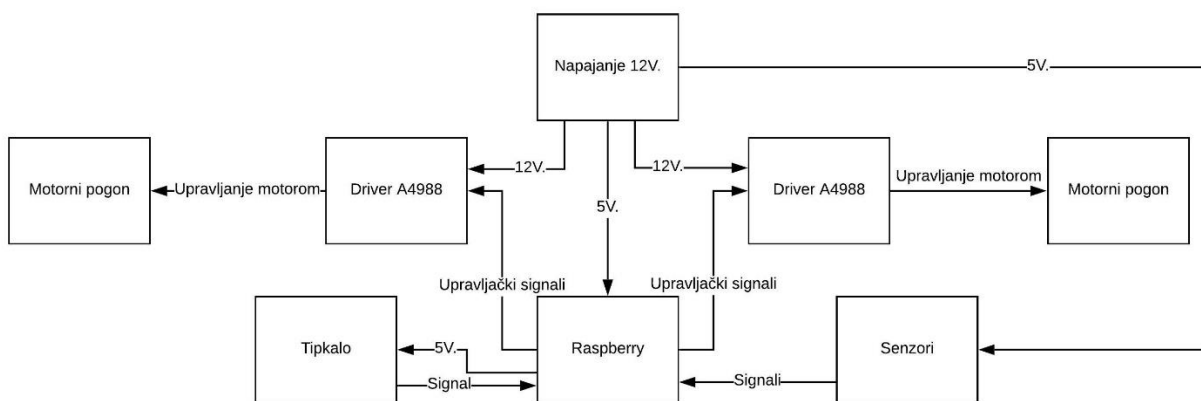 Napajanje 12V.
5V.
12V.
12V.
Motorni pogon
Upravljanje motorom
Driver A4988
Driver A4988
Upravljanje motorom
Motorni pogon
5V.
Upravljački signali
Upravljački signali
Tipkalo
5V.
Signal
Raspberry
Signali
Senzori